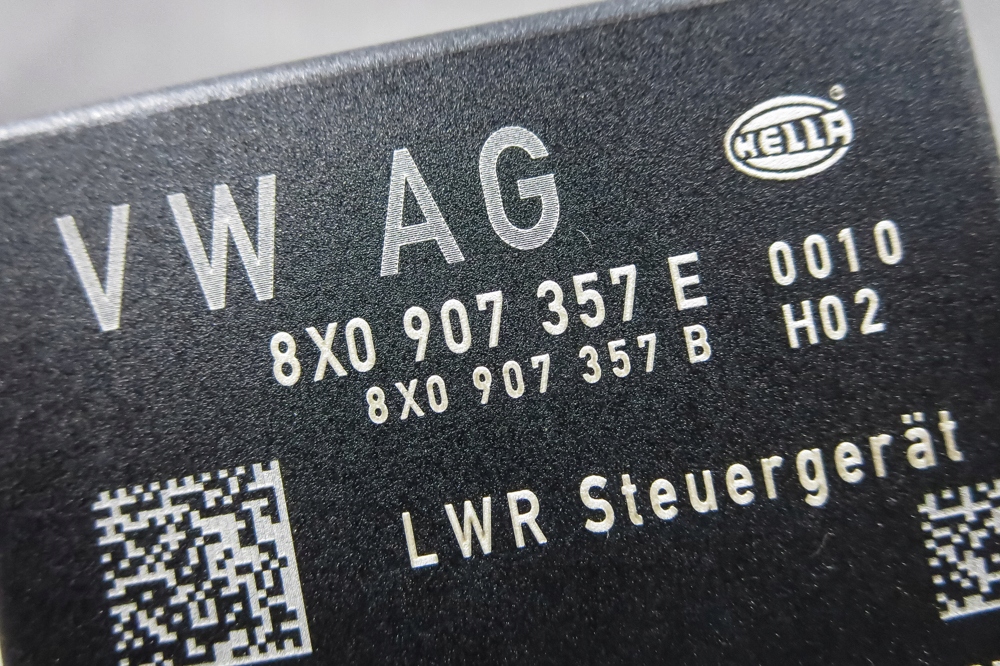 HELLA®
VW AG
8X0 907 357 E 0010
8X0 907 357 B H02
LWR Steuergerät